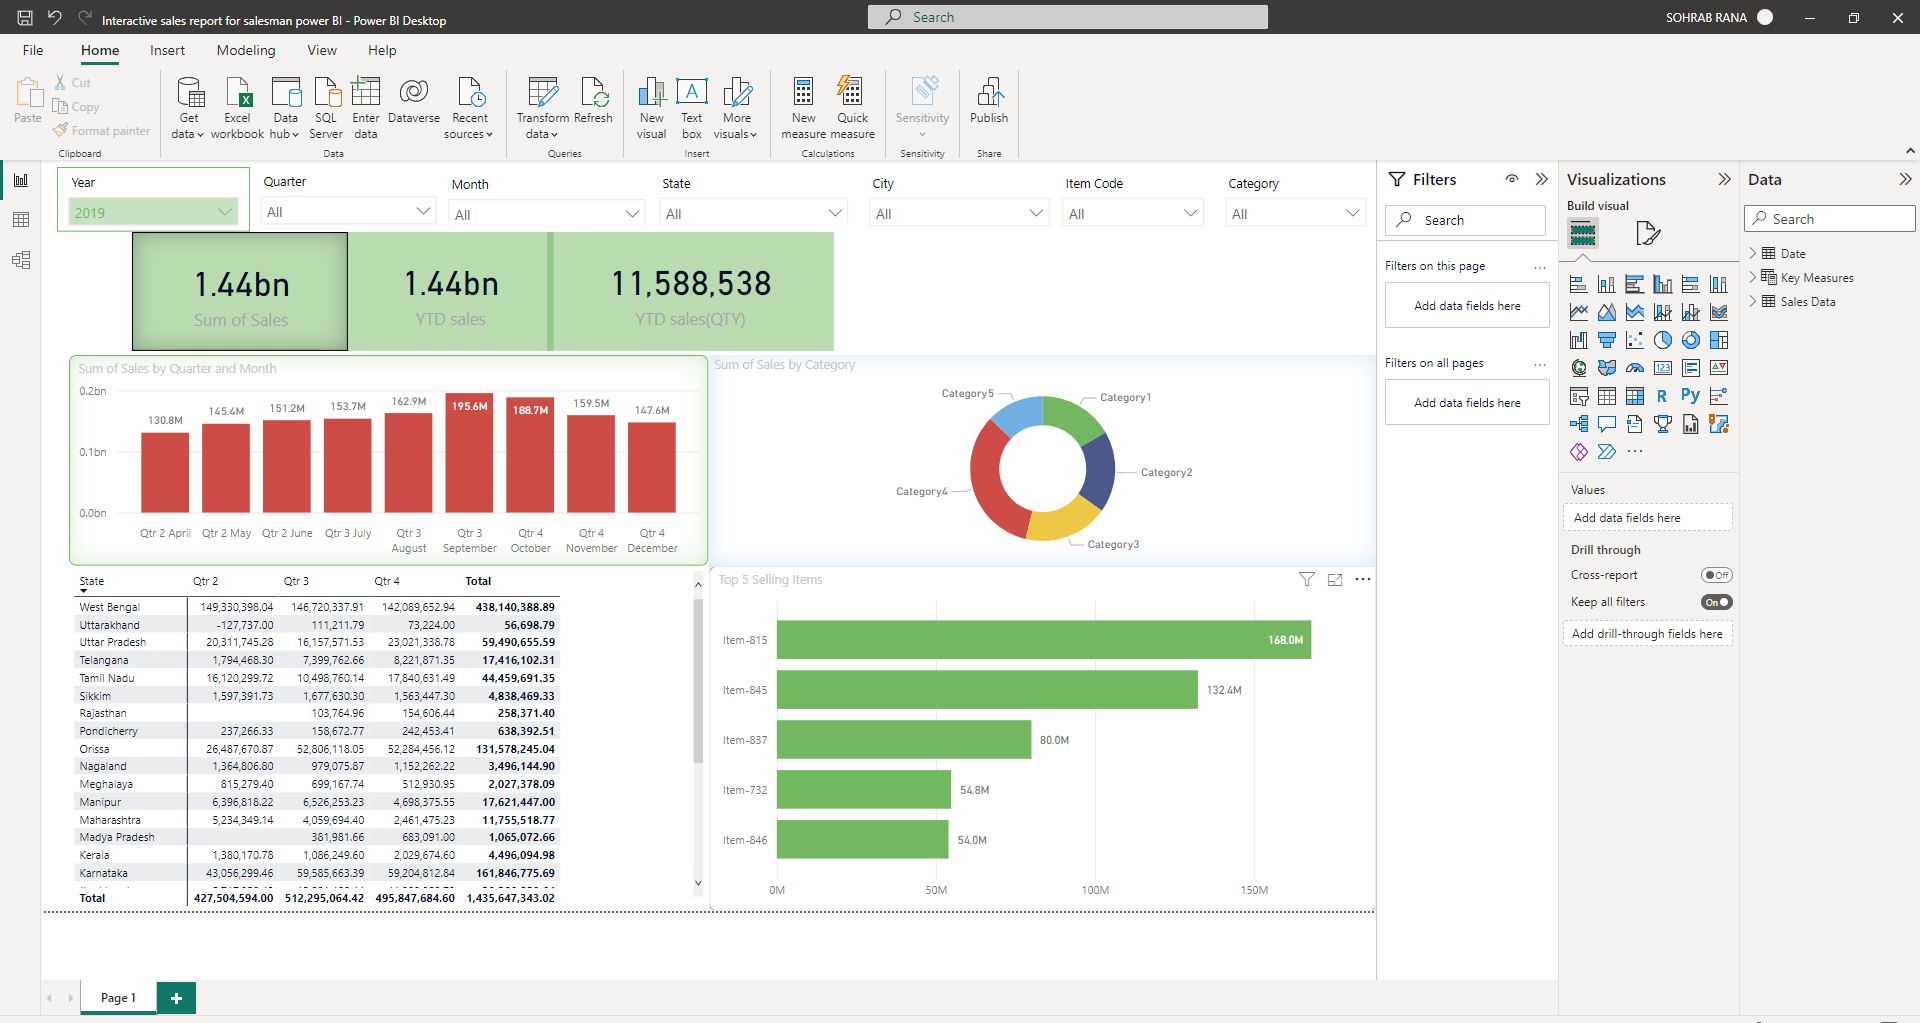 Interactive sales report for salesman power BI - Power BI Desktop
Search
SOHRAB RANA
File Home Insert Modeling View Help
Paste
Cut
Copy
Format painter
Clipboard
Get data
Excel workbook
Data hub
SQL Server
Enter data
Dataverse
Recent sources
Data
Transform data
Refresh
Queries
New visual
Text box
More visuals
Insert
New measure
Quick measure
Calculations
Sensitivity
Sensitivity
Publish
Share
Year
2019
Quarter
All
Month
All
State
All
City
All
Item Code
All
Category
All
1.44bn
Sum of Sales
1.44bn
YTD sales
11,588,538
YTD sales(QTY)
Sum of Sales by Quarter and Month
0.2bn
0.1bn
0.0bn
130.8M 145.4M 151.2M 153.7M 162.9M 195.6M 188.7M 159.5M 147.6M
Qtr 2 April
Qtr 2 May
Qtr 2 June
Qtr 3 July
Qtr 3 August
Qtr 3 September
Qtr 4 October
Qtr 4 November
Qtr 4 December
Sum of Sales by Category
Category5
Category1
Category2
Category4
Category3
State Qtr 2 Qtr 3 Qtr 4 Total
West Bengal 149,330,398.04 146,720,337.91 142,089,652.94 438,140,388.89
Uttarakhand -127,737.00 111,211.79 73,224.00 56,698.79
Uttar Pradesh 20,311,745.28 16,157,571.53 23,021,338.78 59,490,655.59
Telangana 1,794,468.30 7,399,762.66 8,221,871.35 17,416,102.31
Tamil Nadu 16,120,299.72 10,498,760.14 17,840,631.49 44,459,691.35
Sikkim 1,597,391.73 1,677,630.30 1,563,447.30 4,838,469.33
Rajasthan 103,764.96 154,606.44 258,371.40
Pondicherry 237,266.33 158,672.77 242,453.41 638,392.51
Orissa 26,487,670.87 52,806,118.05 52,284,456.12 131,578,245.04
Nagaland 1,364,806.80 979,075.87 1,152,262.22 3,496,144.90
Meghalaya 815,279.40 699,167.74 512,930.95 2,027,378.09
Manipur 6,396,818.22 6,526,253.23 4,698,375.55 17,621,447.00
Maharashtra 5,234,349.14 4,059,694.40 2,461,475.23 11,755,518.77
Madya Pradesh 381,981.66 683,091.00 1,065,072.66
Kerala 1,380,170.78 1,086,249.60 2,029,674.60 4,496,094.98
Karnataka 43,056,299.46 59,585,663.39 59,204,812.84 161,846,775.69
Total 427,504,594.00 512,295,064.42 495,847,684.60 1,435,647,343.02
Top 5 Selling Items
Item-815 168.0M
Item-845 132.4M
Item-837 80.0M
Item-732 54.8M
Item-846 54.0M
0M 50M 100M 150M
Filters
Search
Filters on this page ...
Add data fields here
Filters on all pages ...
Add data fields here
Visualizations
Build visual
123
R
Py
...
Values
Add data fields here
Drill through
Cross-report Off
Keep all filters On
Add drill-through fields here
Data
Search
Date
Key Measures
Sales Data
Page 1